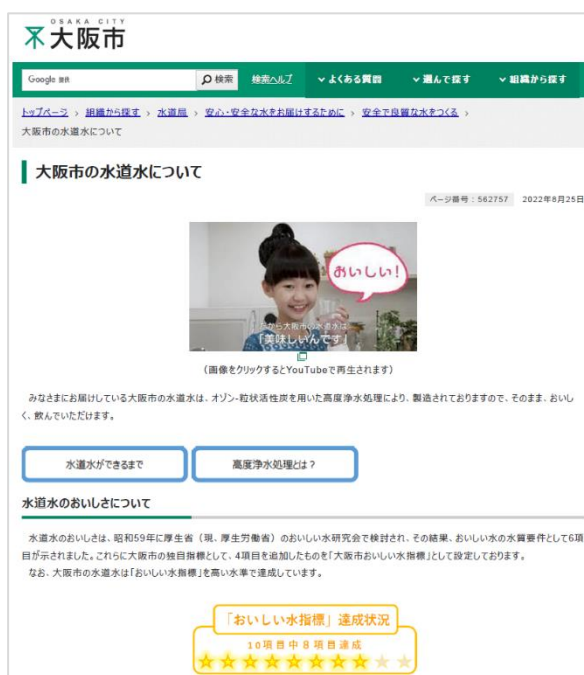 OSAKA CITY
大阪市
Google 提供
検索
検索ヘルプ
よくある質問
選んで探す
組織から探す
トップページ › 組織から探す › 水道局 › 安心・安全な水をお届けするために › 安全で良質な水をつくる ›
大阪市の水道水について
大阪市の水道水について
ページ番号：562757 2022年8月25日
おいしい！
だから大阪市の水道水は
「美味しいんです」
（画像をクリックするとYouTubeで再生されます）
みなさまにお届けしている大阪市の水道水は、オゾン・粒状活性炭を用いた高度浄水処理により、製造されておりますので、そのまま、おいし
く、飲んでいただけます。
水道水ができるまで
高度浄水処理とは？
水道水のおいしさについて
水道水のおいしさは、昭和59年に厚生省（現、厚生労働省）のおいしい水研究会で検討され、その結果、おいしい水の水質要件として6項
目が示されました。これらに大阪市の独自指標として、4項目を追加したものを「大阪市おいしい水指標」として設定しております。
なお、大阪市の水道水は「おいしい水指標」を高い水準で達成しています。
「おいしい水指標」達成状況
10項目中8項目達成